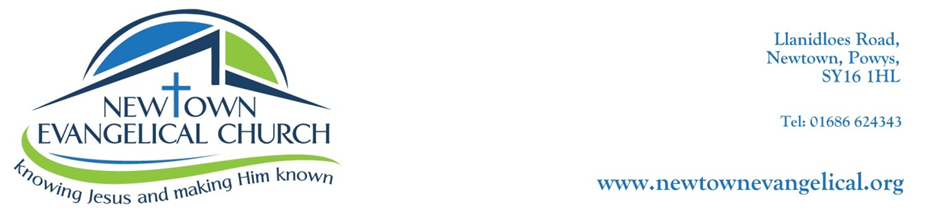 NEWTOWN
EVANGELICAL CHURCH
knowing Jesus and making Him known
Llanidloes Road,
Newtown, Powys,
SY16 1HL
Tel: 01686 624343
www.newtownevangelical.org